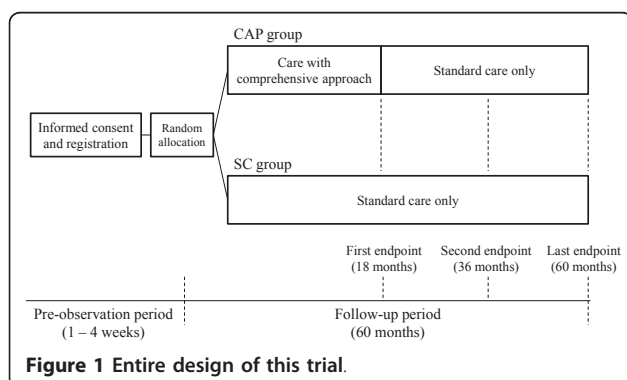 CAP group
Care with
comprehensive approach
Standard care only
Informed consent
and registration
Random
allocation
SC group
Standard care only
First endpoint
(18 months)
Second endpoint
(36 months)
Last endpoint
(60 months)
Pre-observation period
(1 – 4 weeks)
Follow-up period
(60 months)
Figure 1 Entire design of this trial.